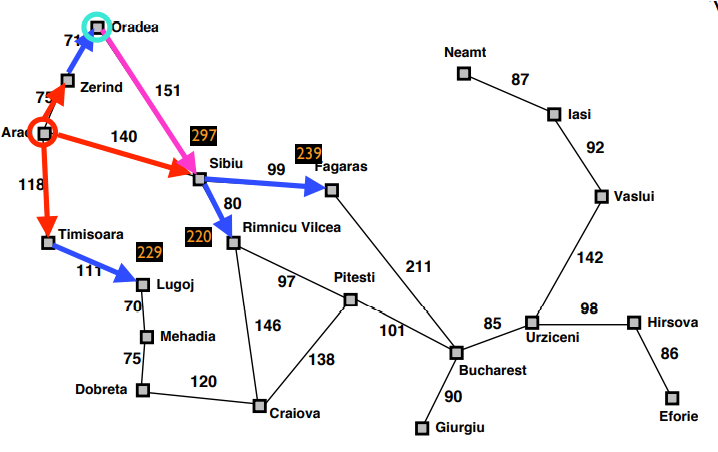 Oradea
71
Neamt
Zerind
87
151
75
Iasi
Arad
140
297
92
239
Sibiu
99
Fagaras
118
80
Vaslui
Timisoara
220
Rimnicu Vilcea
229
142
111
211
Lugoj
97
Pitesti
70
98
Hirsova
146
101
85
Mehadia
Urziceni
75
138
86
Bucharest
120
Dobreta
90
Craiova
Eforie
Giurgiu